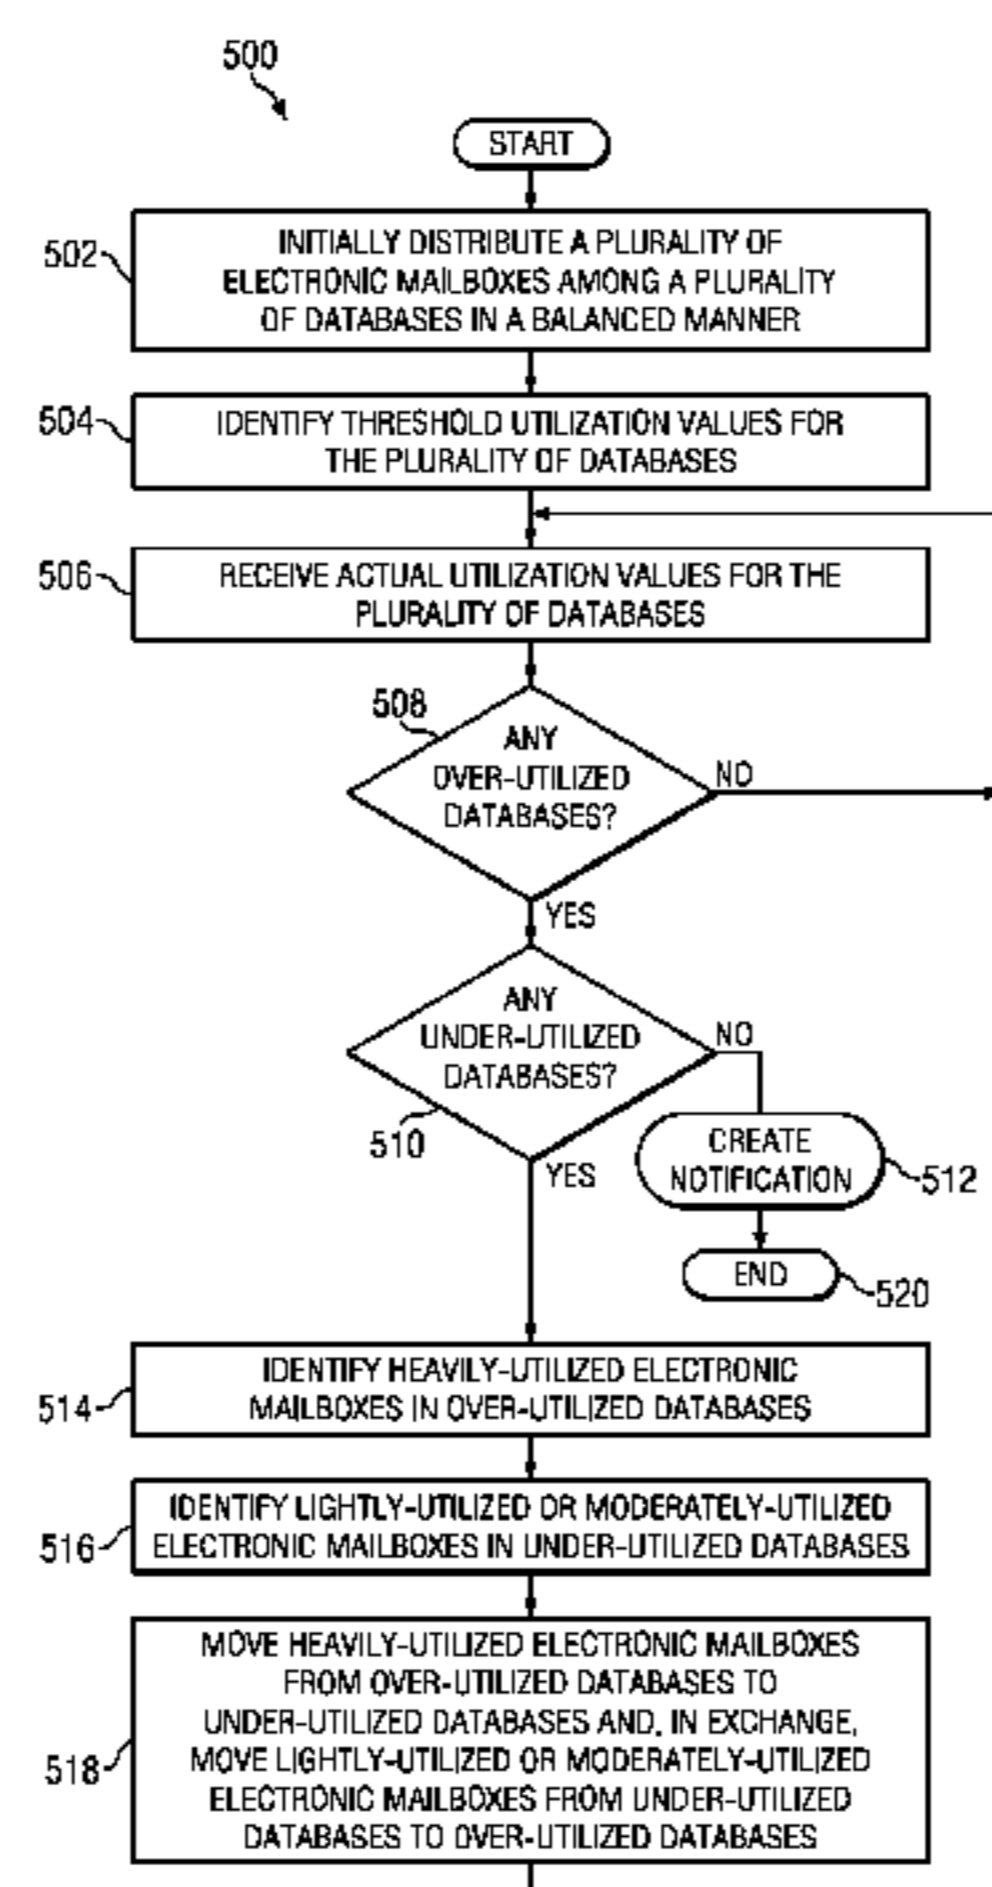 500
START
502
INITIALLY DISTRIBUTE A PLURALITY OF
ELECTRONIC MAILBOXES AMONG A PLURALITY
OF DATABASES IN A BALANCED MANNER
504
IDENTIFY THRESHOLD UTILIZATION VALUES FOR
THE PLURALITY OF DATABASES
506
RECEIVE ACTUAL UTILIZATION VALUES FOR THE
PLURALITY OF DATABASES
508
ANY
OVER-UTILIZED
DATABASES?
NO
YES
ANY
UNDER-UTILIZED
DATABASES?
NO
510
YES
CREATE
NOTIFICATION
512
END
520
514
IDENTIFY HEAVILY-UTILIZED ELECTRONIC
MAILBOXES IN OVER-UTILIZED DATABASES
516
IDENTIFY LIGHTLY-UTILIZED OR MODERATELY-UTILIZED
ELECTRONIC MAILBOXES IN UNDER-UTILIZED DATABASES
518
MOVE HEAVILY-UTILIZED ELECTRONIC MAILBOXES
FROM OVER-UTILIZED DATABASES TO
UNDER-UTILIZED DATABASES AND, IN EXCHANGE,
MOVE LIGHTLY-UTILIZED OR MODERATELY-UTILIZED
ELECTRONIC MAILBOXES FROM UNDER-UTILIZED
DATABASES TO OVER-UTILIZED DATABASES